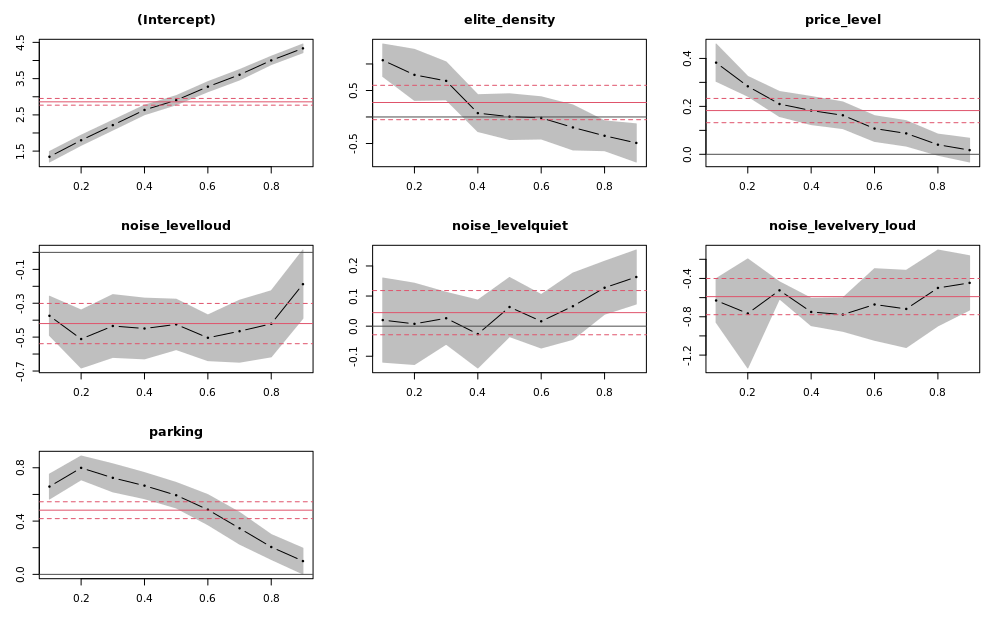 (Intercept)
elite_density
price_level
4.5
3.5
2.5
1.5
0.5
-0.5
0.4
0.2
0.0
0.2 0.4 0.6 0.8
0.2 0.4 0.6 0.8
0.2 0.4 0.6 0.8
noise_levelloud
noise_levelquiet
noise_levelvery_loud
-0.1
-0.3
-0.5
-0.7
0.2
0.1
0.0
-0.1
-0.4
-0.8
-1.2
0.2 0.4 0.6 0.8
0.2 0.4 0.6 0.8
0.2 0.4 0.6 0.8
parking
0.8
0.4
0.0
0.2 0.4 0.6 0.8